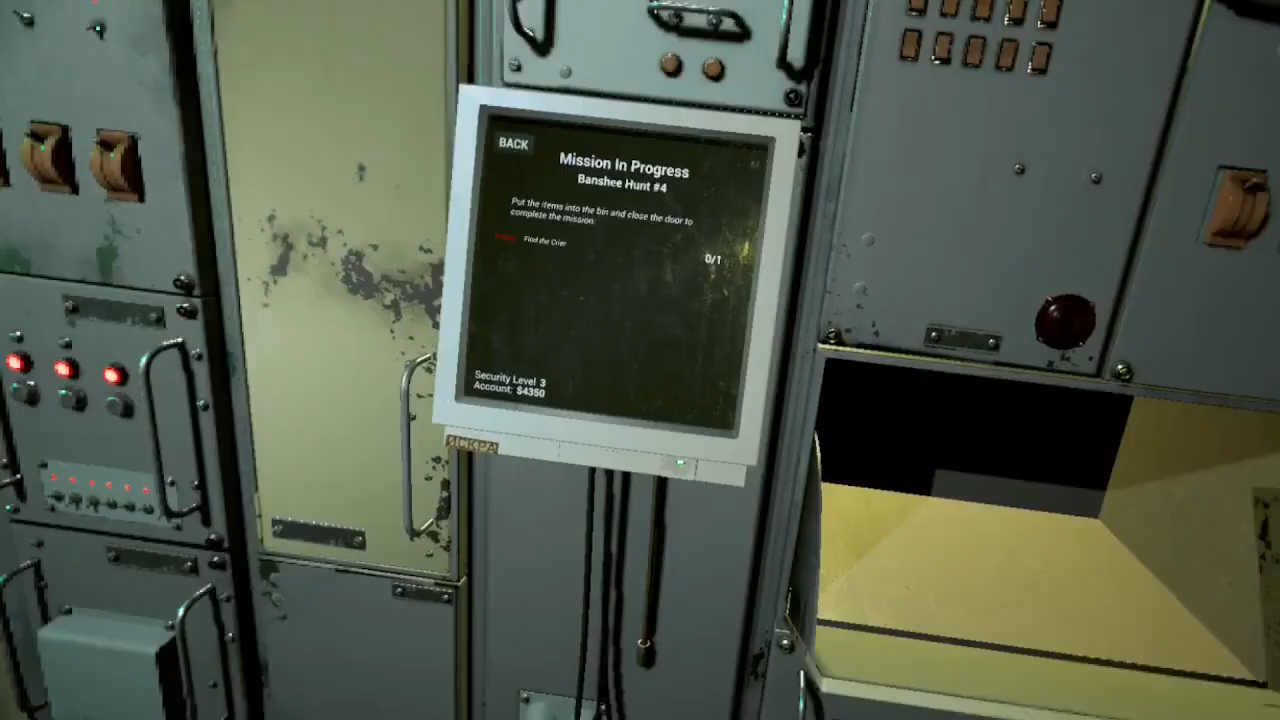 BACK
Mission In Progress
Banshee Hunt #4
Put the items into the bin and close the door to
complete the mission:
Find the Crier
0/1
Security Level 3
Account: $4350
ИСКРА